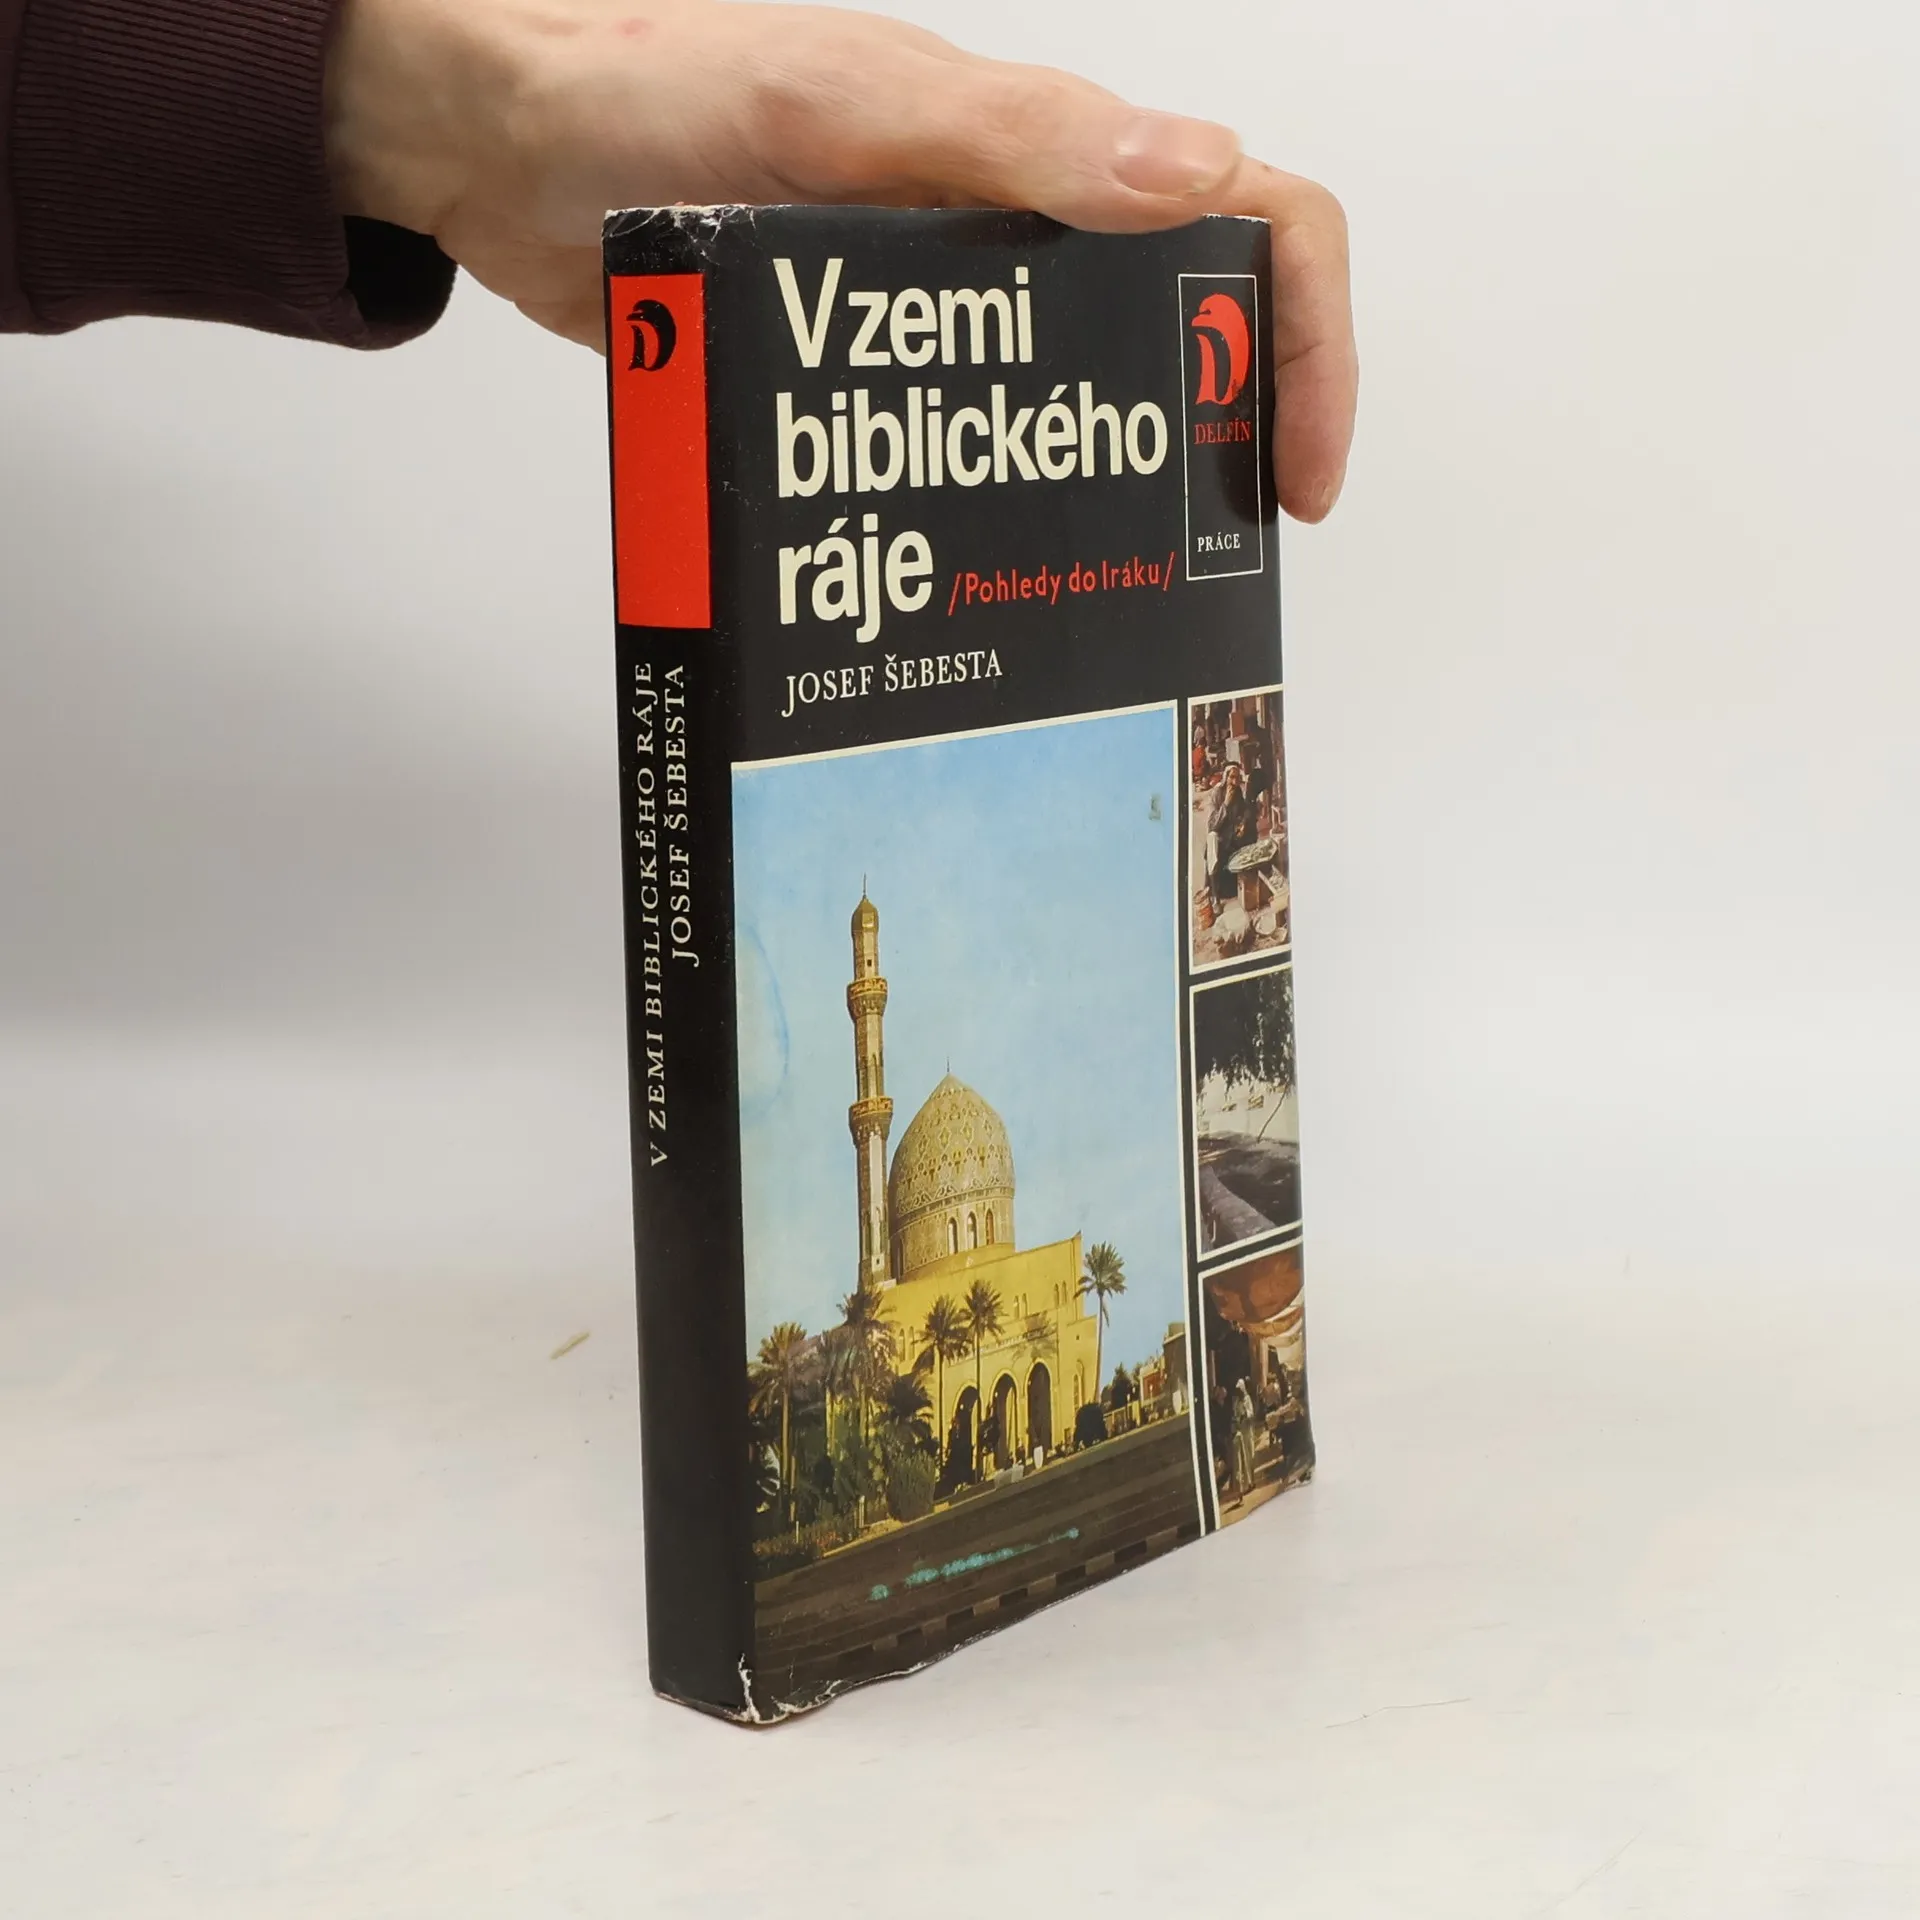 V zemi
biblického
ráje
/Pohledy do Iráku/
JOSEF ŠEBESTA
D
DELFÍN
PRÁCE
D
V ZEMI BIBLICKÉHO RÁJE
JOSEF ŠEBESTA